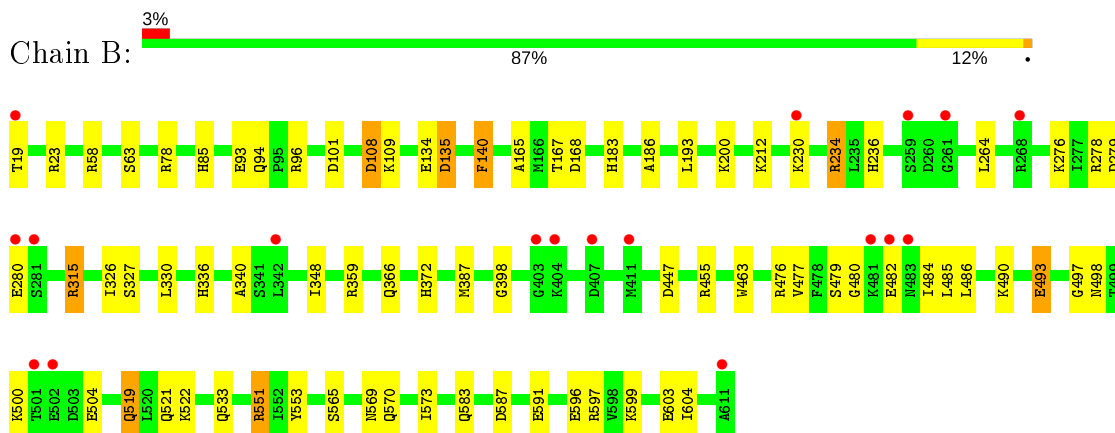 3%
Chain B:
87% 12% •
T19 R23 R58 S63 R78 H85 E93 Q94 P95 R96 D101 D108 K109 E134 D135 F140 A165 M166 T167 D168 H183 A186 L193 K200 K212 K230 R234 L235 H236 S259 D260 G261 L264 R268 K276 I277 R278 D279
E280 S281 R315 I326 S327 L330 H336 A340 S341 L342 I348 R359 Q366 H372 M387 G398 G403 K404 D407 M411 D447 R455 W463 R476 V477 F478 S479 G480 K481 E482 N483 I484 L485 L486 K490 E493 G497 N498 T499
K500 T501 E502 D503 E504 Q519 L520 Q521 K522 Q533 R551 I552 Y553 S565 N569 Q570 I573 Q583 D587 E591 E596 R597 V598 K599 E603 I604 A611